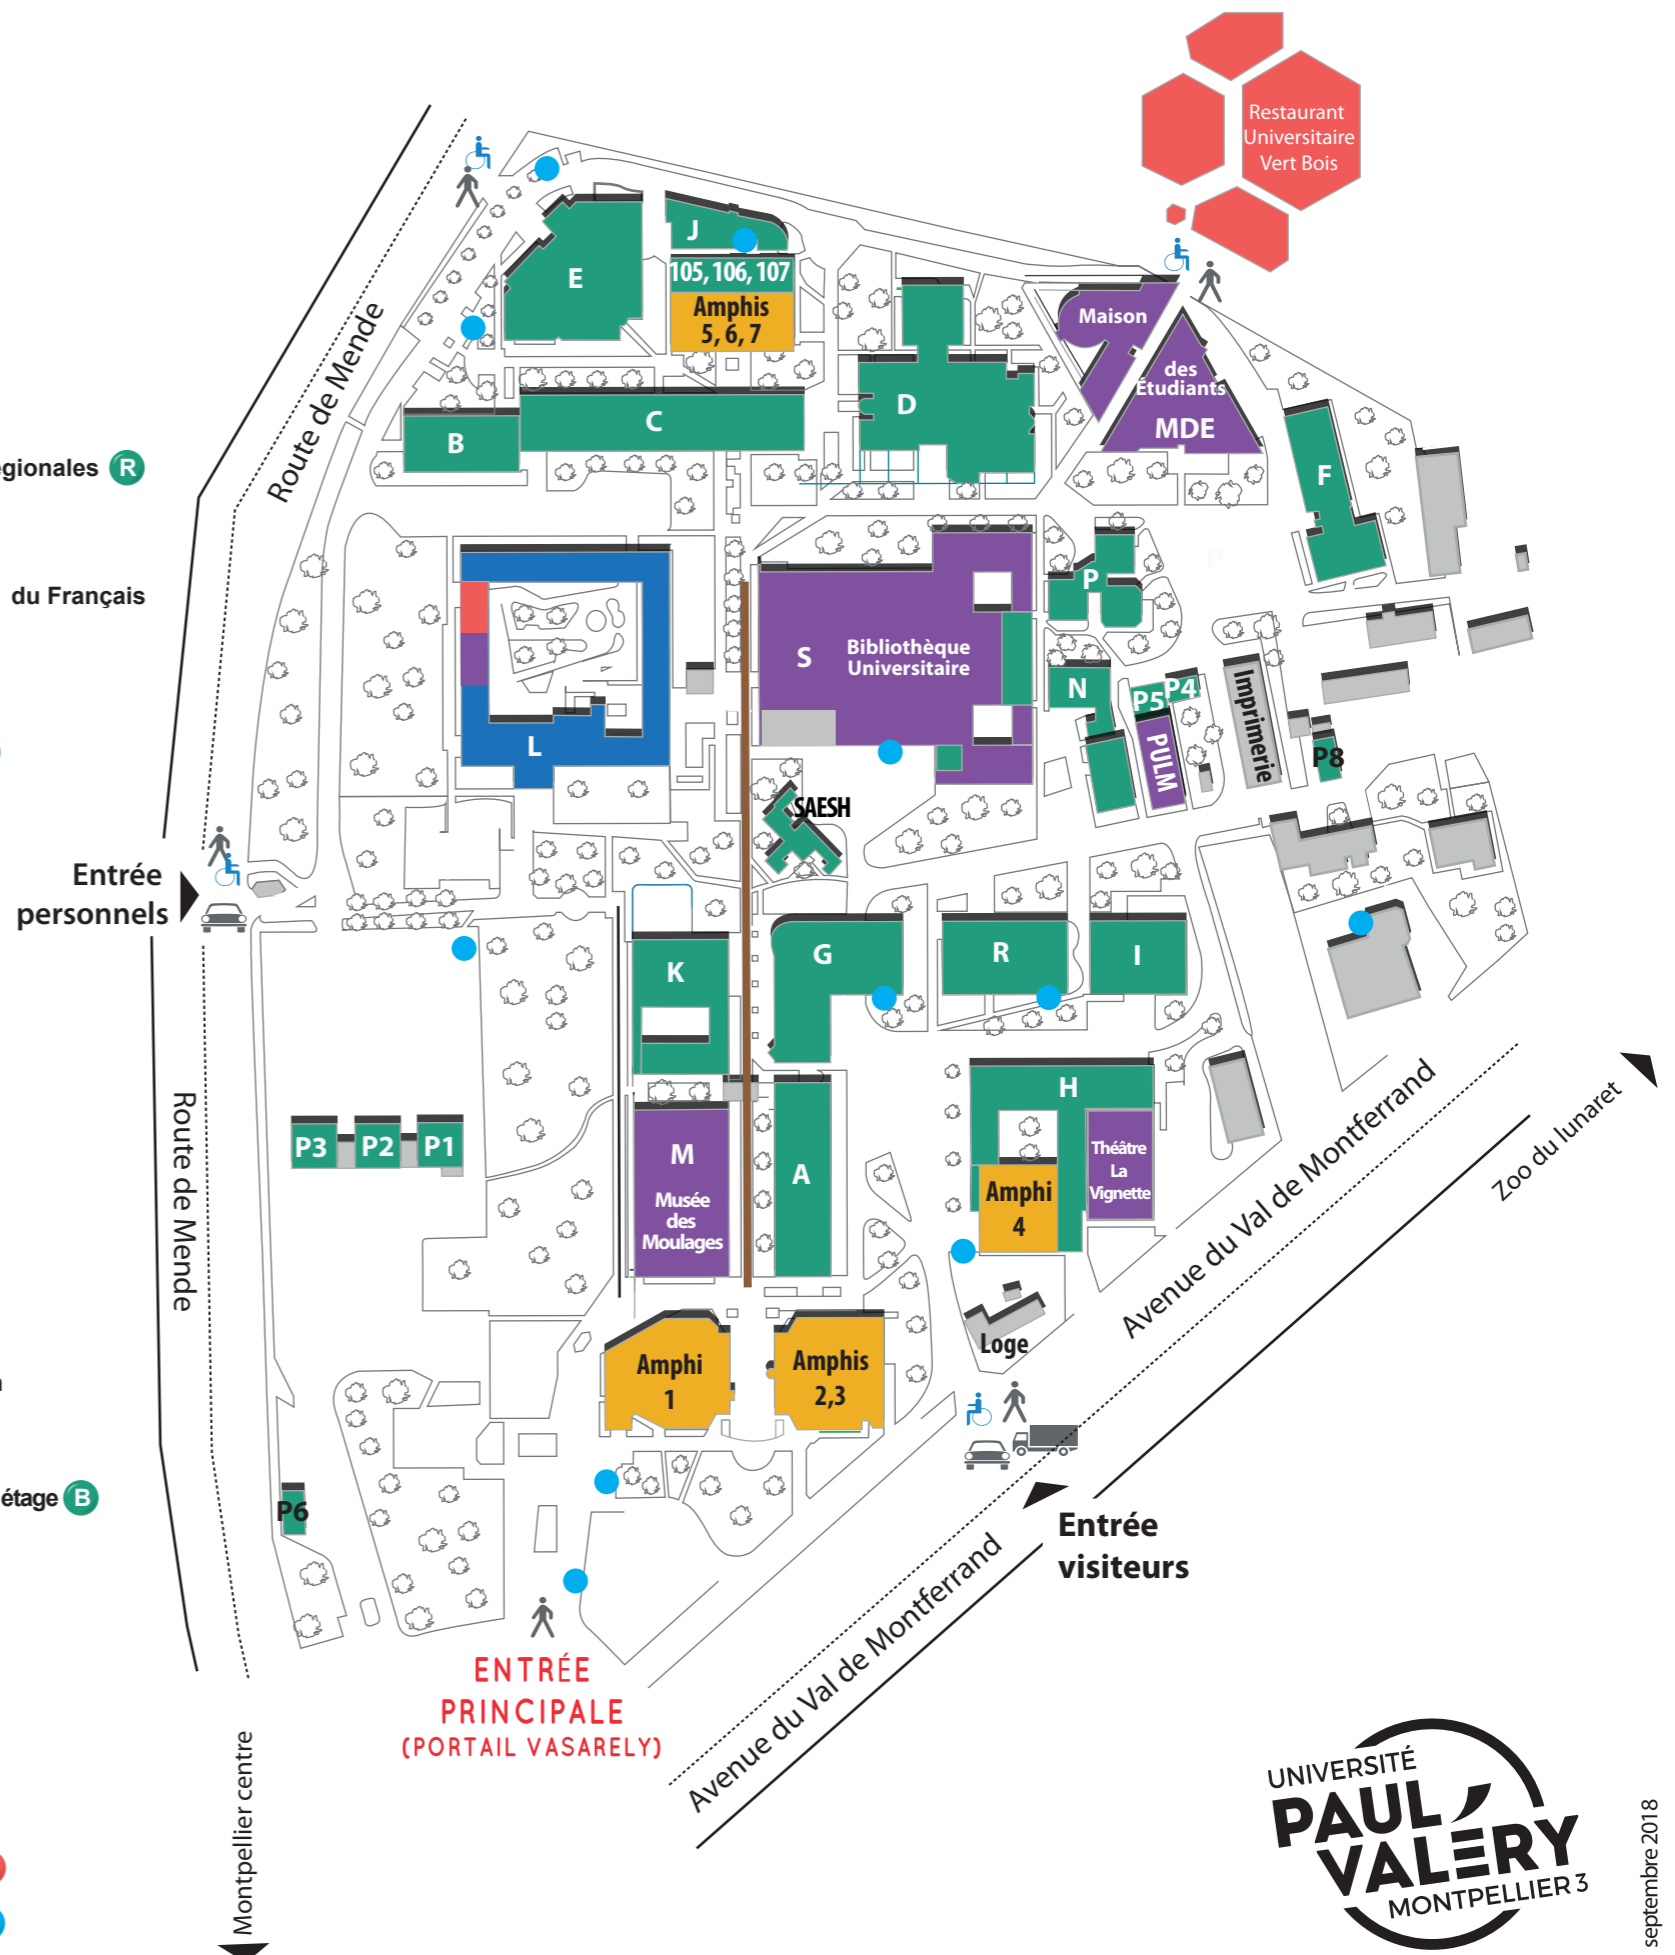 Restaurant
Universitaire
Vert Bois
Route de Mende
E
J
105, 106, 107
Amphis
5, 6, 7
Maison
des
Étudiants
MDE
B
C
D
F
égionales R
du Français
P
P
S
Bibliothèque
Universitaire
L
N
P5
P4
PULM
Imprimerie
P8
SAESH
Entrée
personnels
K
G
R
I
Route de Mende
P3
P2
P1
M
Musée
des
Moulages
A
H
Théâtre
La
Vignette
Amphi
4
Avenue du Val de Montferrand
Zoo du lunaret
Loge
Amphi
1
Amphis
2,3
étage B
P6
Entrée
visiteurs
Avenue du Val de Montferrand
ENTRÉE
PRINCIPALE
(PORTAIL VASARELY)
Montpellier centre
UNIVERSITÉ
PAUL
VALÉRY
MONTPELLIER 3
septembre 2018